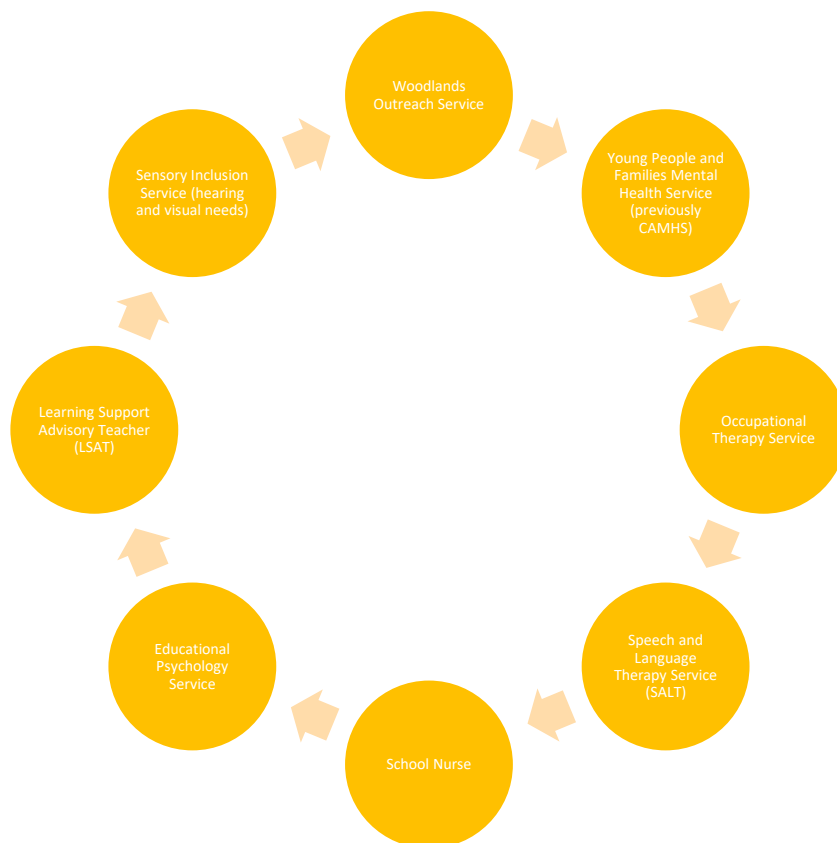 Woodlands
Outreach Service
Young People and
Families Mental
Health Service
(previously
CAMHS)
Occupational
Therapy Service
Speech and
Language
Therapy Service
(SALT)
School Nurse
Educational
Psychology
Service
Learning Support
Advisory Teacher
(LSAT)
Sensory Inclusion
Service (hearing
and visual needs)